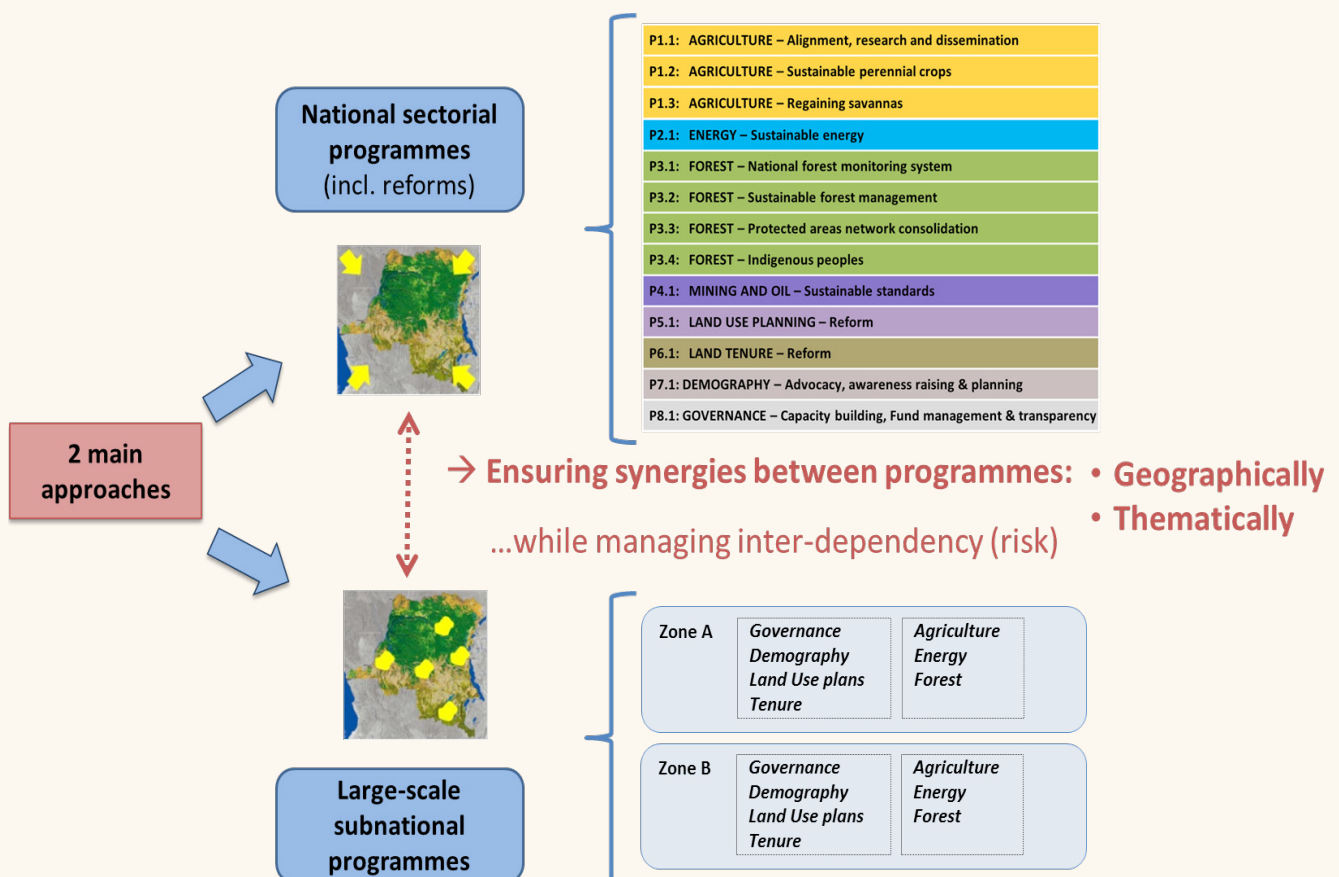 National sectorial
programmes
(incl. reforms)
P1.1: AGRICULTURE – Alignment, research and dissemination
P1.2: AGRICULTURE – Sustainable perennial crops
P1.3: AGRICULTURE – Regaining savannas
P2.1: ENERGY – Sustainable energy
P3.1: FOREST – National forest monitoring system
P3.2: FOREST – Sustainable forest management
P3.3: FOREST – Protected areas network consolidation
P3.4: FOREST – Indigenous peoples
P4.1: MINING AND OIL – Sustainable standards
P5.1: LAND USE PLANNING – Reform
P6.1: LAND TENURE – Reform
P7.1: DEMOGRAPHY – Advocacy, awareness raising & planning
P8.1: GOVERNANCE – Capacity building, Fund management & transparency
2 main
approaches
→ Ensuring synergies between programmes:
• Geographically
• Thematically
...while managing inter-dependency (risk)
Zone A
Governance
Demography
Land Use plans
Tenure
Agriculture
Energy
Forest
Zone B
Governance
Demography
Land Use plans
Tenure
Agriculture
Energy
Forest
Large-scale
subnational
programmes